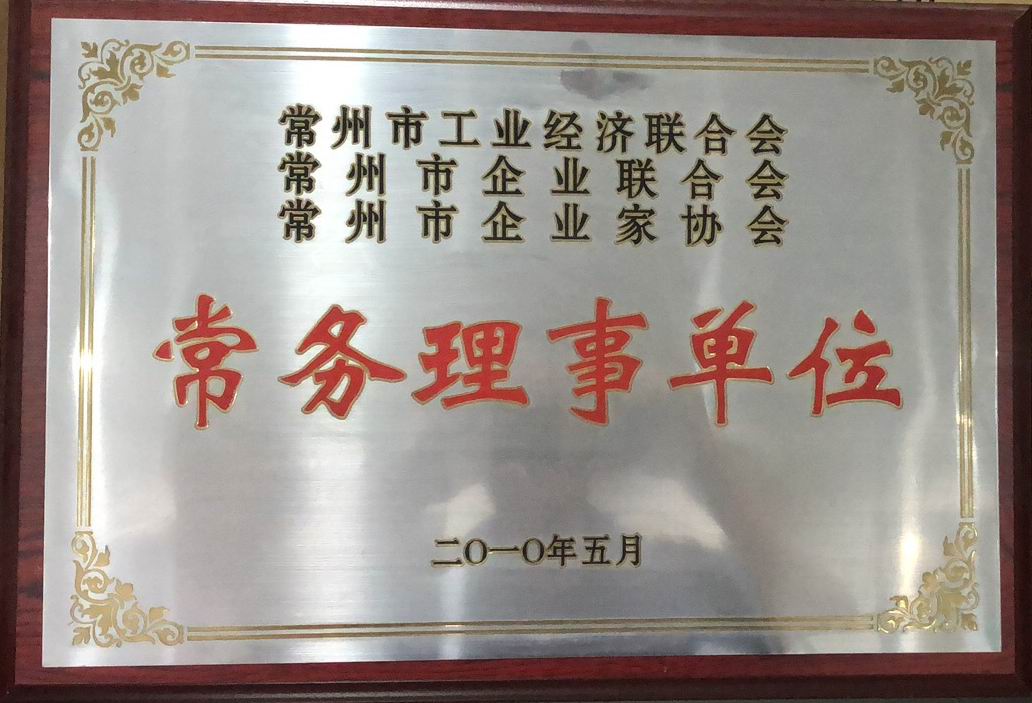 常州市工业经济联合会
常州市企业联合会
常州市企业家协会
常务理事单位
二〇一〇年五月